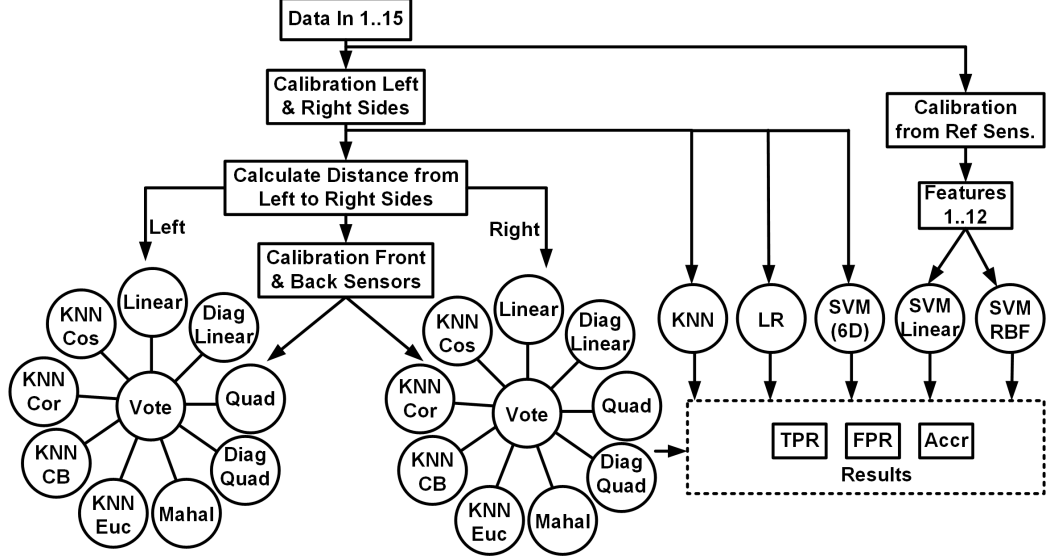 Data In 1..15
Calibration Left
& Right Sides
Calibration
from Ref Sens.
Calculate Distance from
Left to Right Sides
Features
1..12
Left
Right
Calibration Front
& Back Sensors
Linear
Diag
Linear
Quad
Diag
Quad
Mahal
KNN
Euc
KNN
CB
KNN
Cor
KNN
Cos
Vote
Linear
Diag
Linear
Quad
Diag
Quad
Mahal
KNN
Euc
KNN
CB
KNN
Cor
KNN
Cos
Vote
KNN
LR
SVM
(6D)
SVM
Linear
SVM
RBF
TPR
FPR
Accr
Results